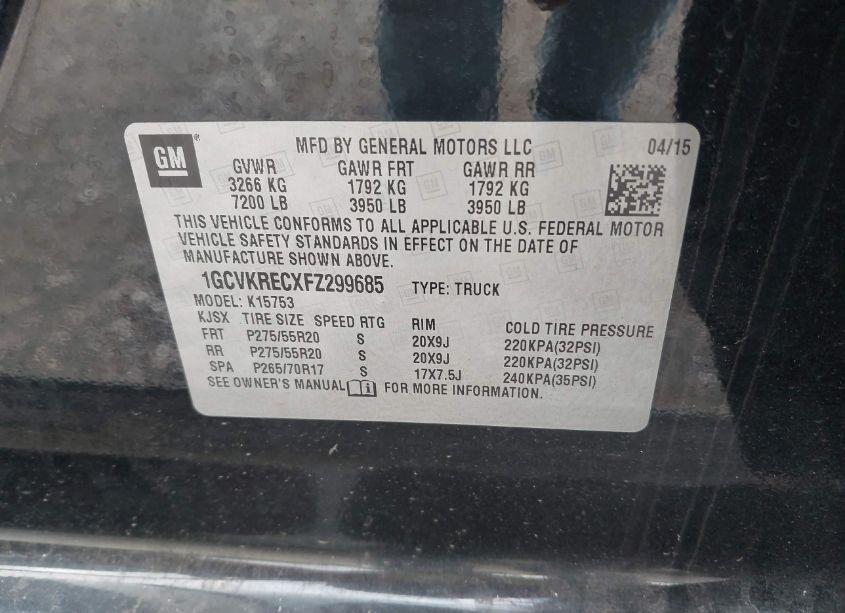 GM ® MFD BY GENERAL MOTORS LLC 04/15
GVWR GAWR FRT GAWR RR
3266 KG 1792 KG 1792 KG
7200 LB 3950 LB 3950 LB
THIS VEHICLE CONFORMS TO ALL APPLICABLE U.S. FEDERAL MOTOR
VEHICLE SAFETY STANDARDS IN EFFECT ON THE DATE OF
MANUFACTURE SHOWN ABOVE.
1GCVKRECXFZ299685 TYPE: TRUCK
MODEL: K15753
KJSX TIRE SIZE SPEED RTG RIM COLD TIRE PRESSURE
FRT P275/55R20 S 20X9J 220KPA(32PSI)
RR P275/55R20 S 20X9J 220KPA(32PSI)
SPA P265/70R17 S 17X7.5J 240KPA(35PSI)
SEE OWNER'S MANUAL FOR MORE INFORMATION.